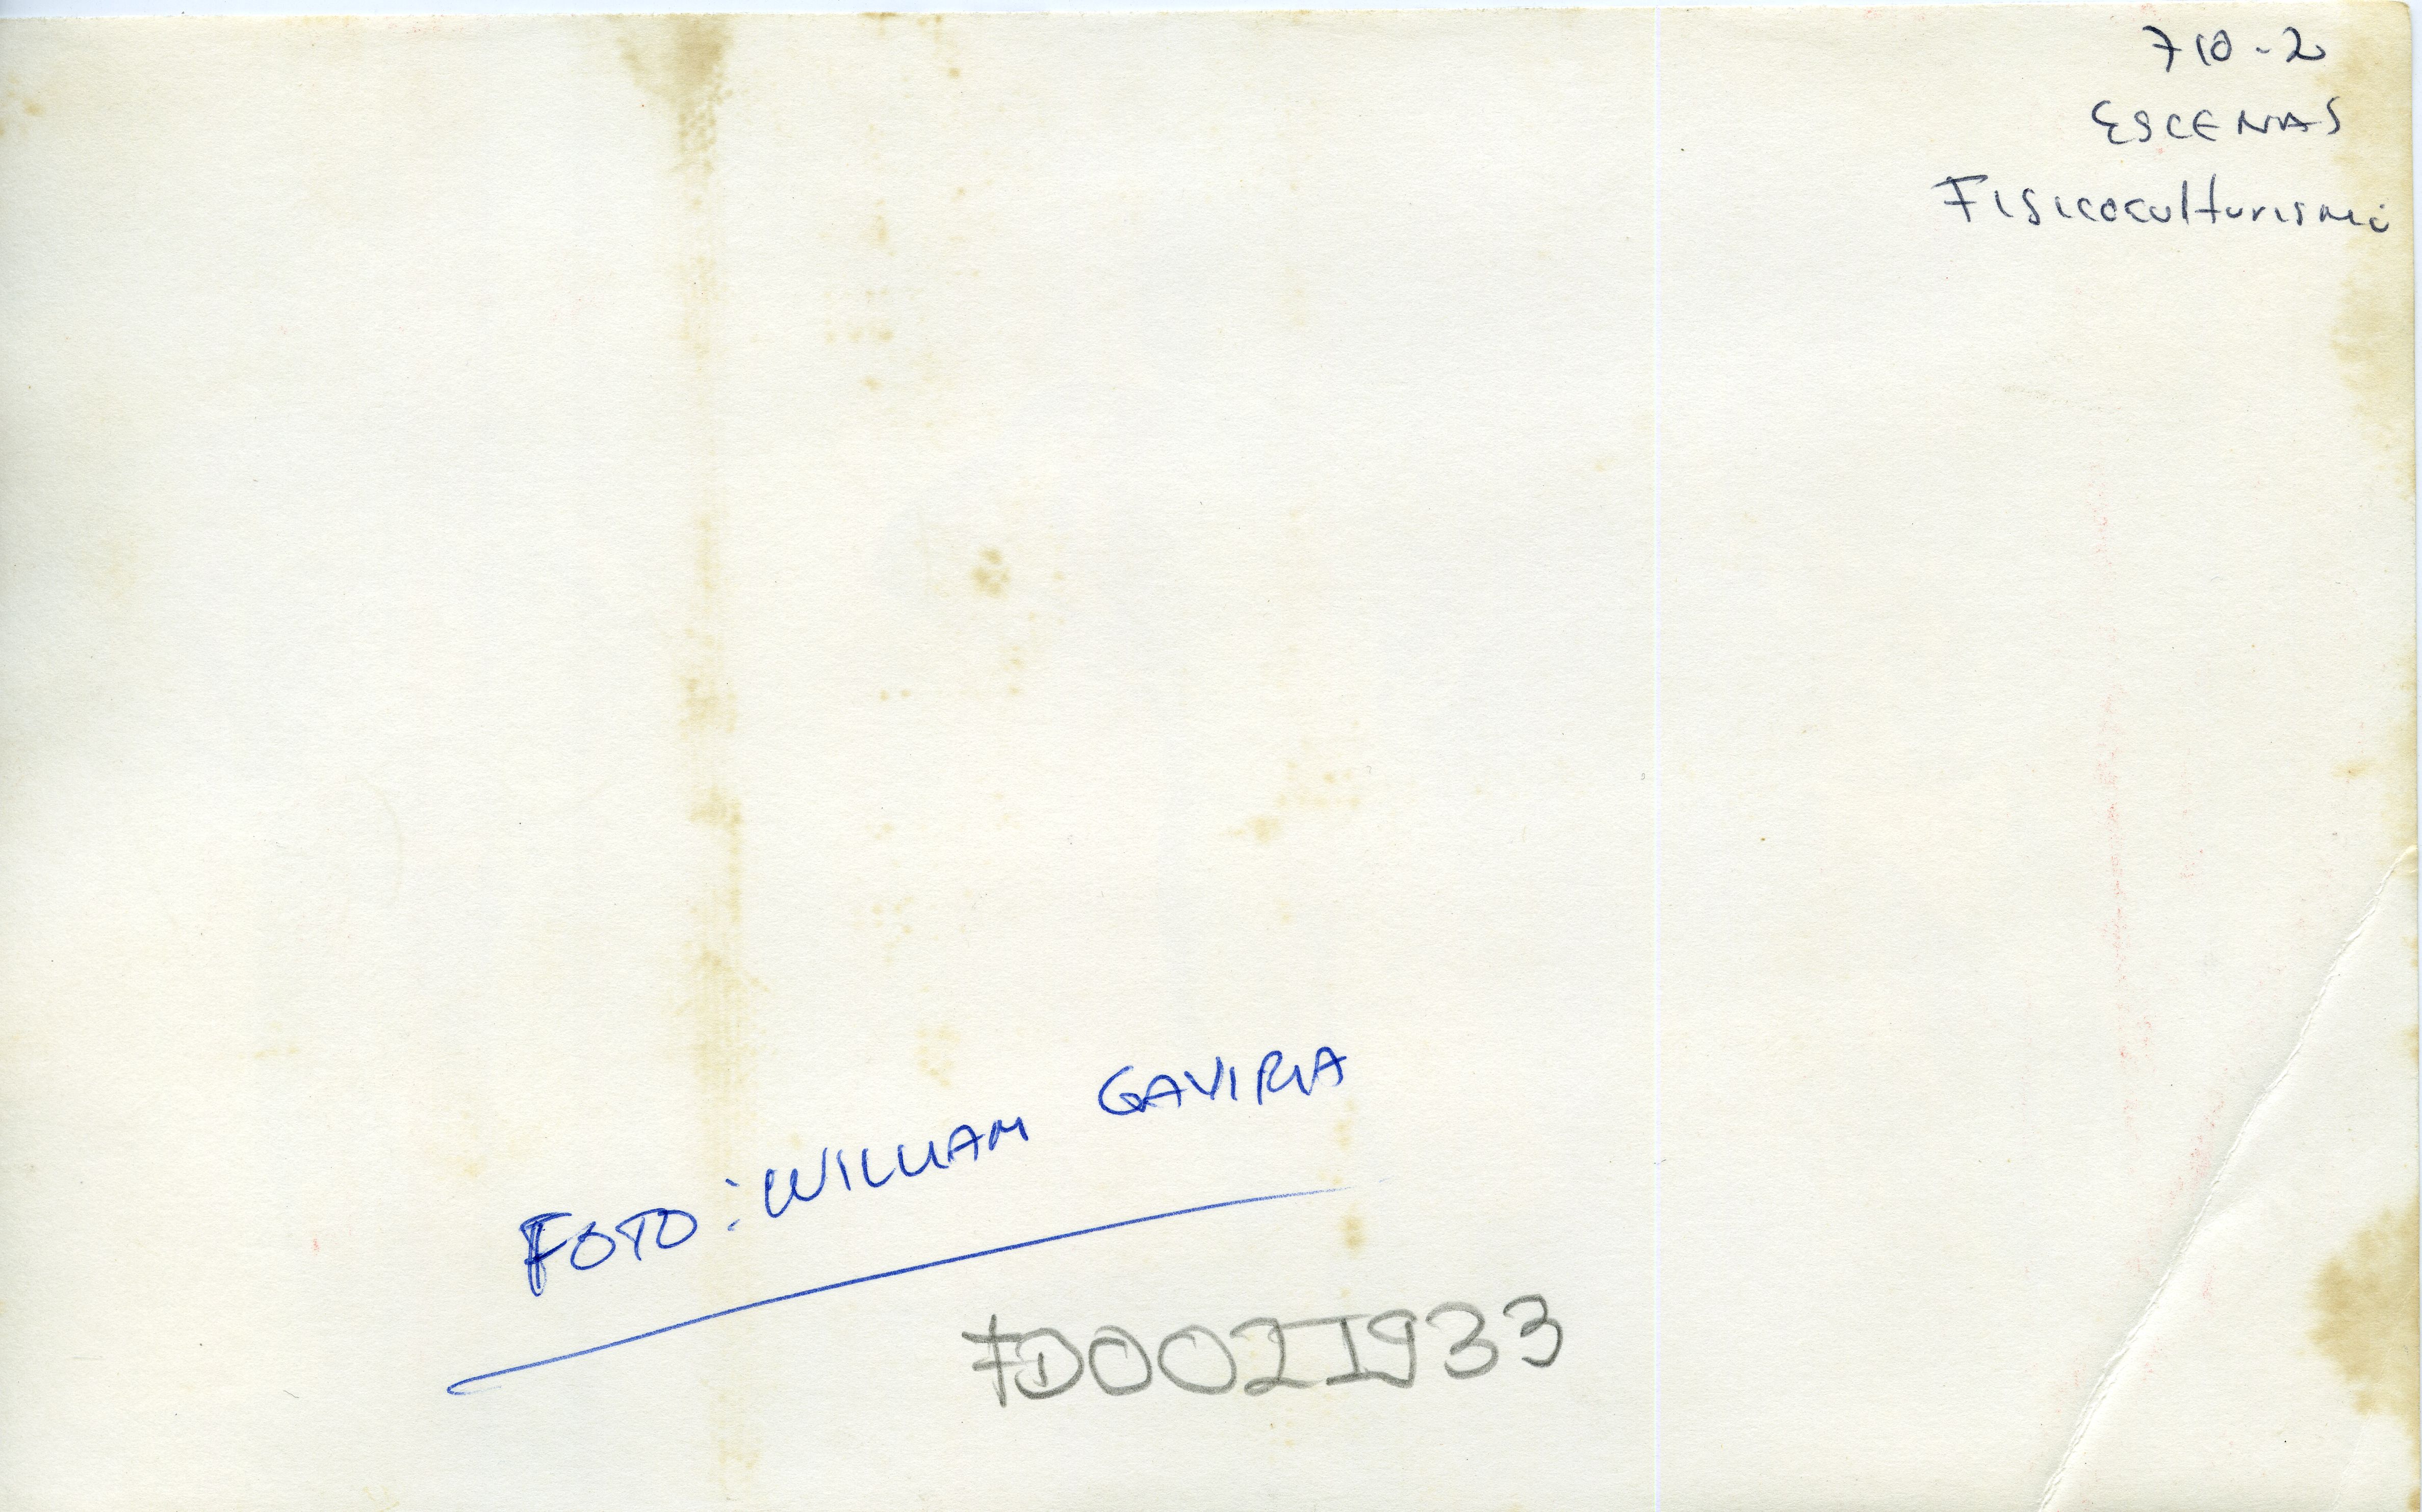 710-2
ESCENAS
Fisicoculturismo
FOTO: WILLIAM GAVIRIA
FD0021933